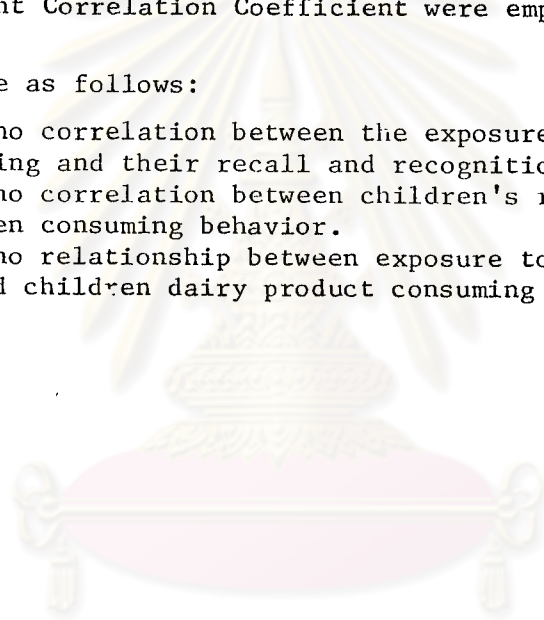 nt Correlation Coefficient were emp
e as follows:
no correlation between the exposure
ing and their recall and recognitio
no correlation between children's r
en consuming behavior.
no relationship between exposure to
d children dairy product consuming